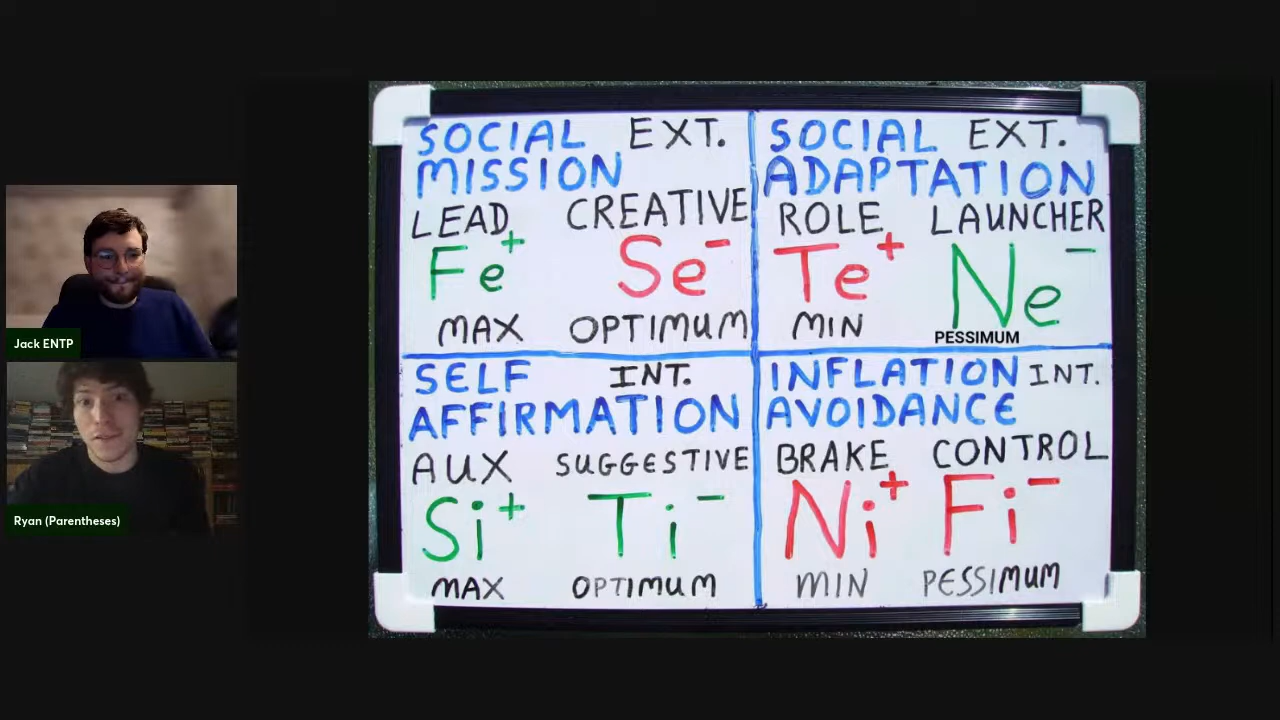 SOCIAL EXT.
MISSION
LEAD CREATIVE
Fe+ Se-
MAX OPTIMUM
SOCIAL EXT.
ADAPTATION
ROLE LAUNCHER
Te+ Ne-
MIN PESSIMUM
SELF INT.
AFFIRMATION
AUX SUGGESTIVE
Si+ Ti-
MAX OPTIMUM
INFLATION INT.
AVOIDANCE
BRAKE CONTROL
Ni+ Fi-
MIN PESSIMUM
Jack ENTP
Ryan (Parentheses)